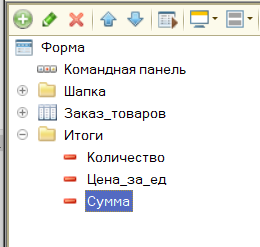 Форма
Командная панель
Шапка
Заказ_товаров
Итоги
Количество
Цена_за_ед
Сумма